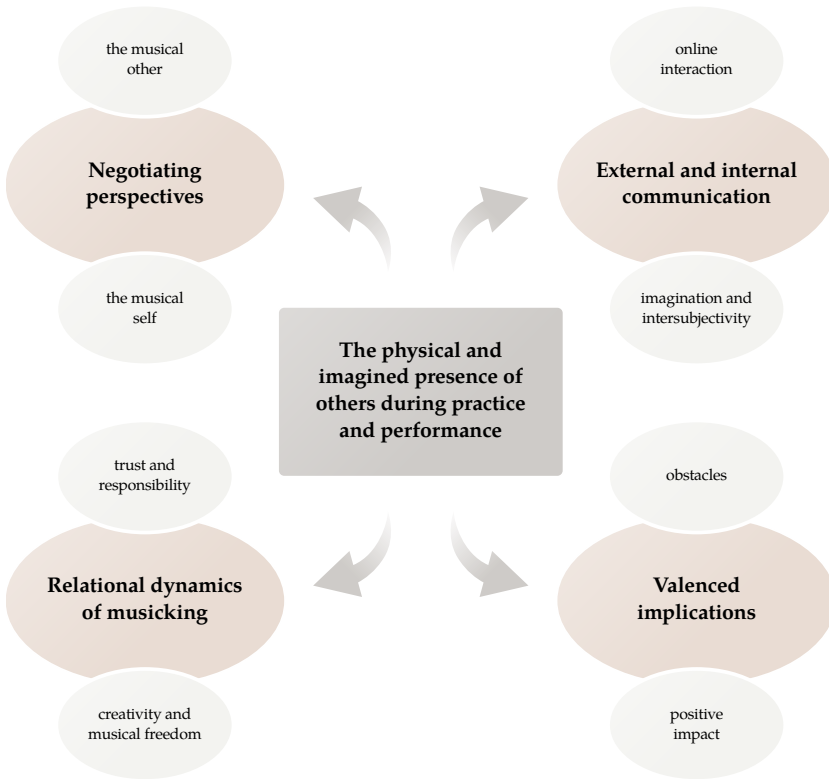 the musical
other
Negotiating
perspectives
the musical
self
online
interaction
External and internal
communication
imagination and
intersubjectivity
The physical and
imagined presence of
others during practice
and performance
trust and
responsibility
Relational dynamics
of musicking
creativity and
musical freedom
obstacles
Valenced
implications
positive
impact